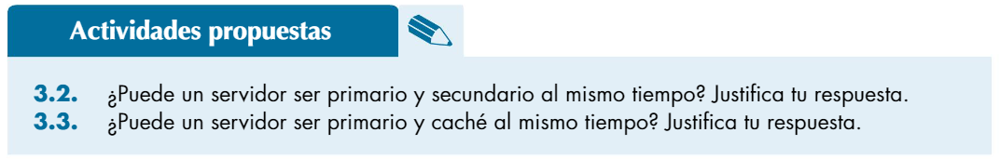 Actividades propuestas
3.2. ¿Puede un servidor ser primario y secundario al mismo tiempo? Justifica tu respuesta.
3.3. ¿Puede un servidor ser primario y caché al mismo tiempo? Justifica tu respuesta.